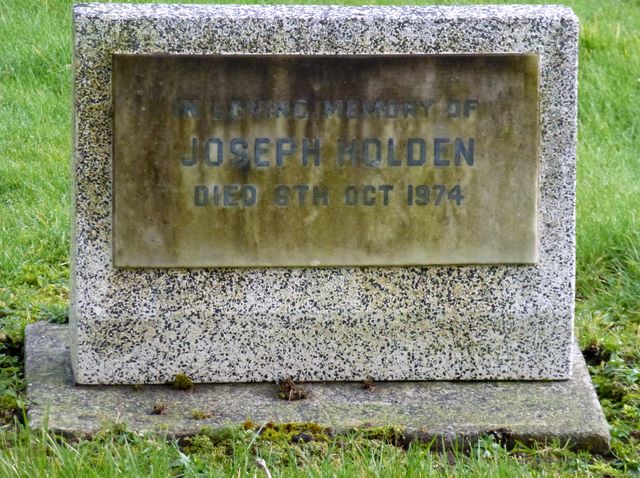 IN LOVING MEMORY OF
JOSEPH HOLDEN
DIED 6TH OCT 1974